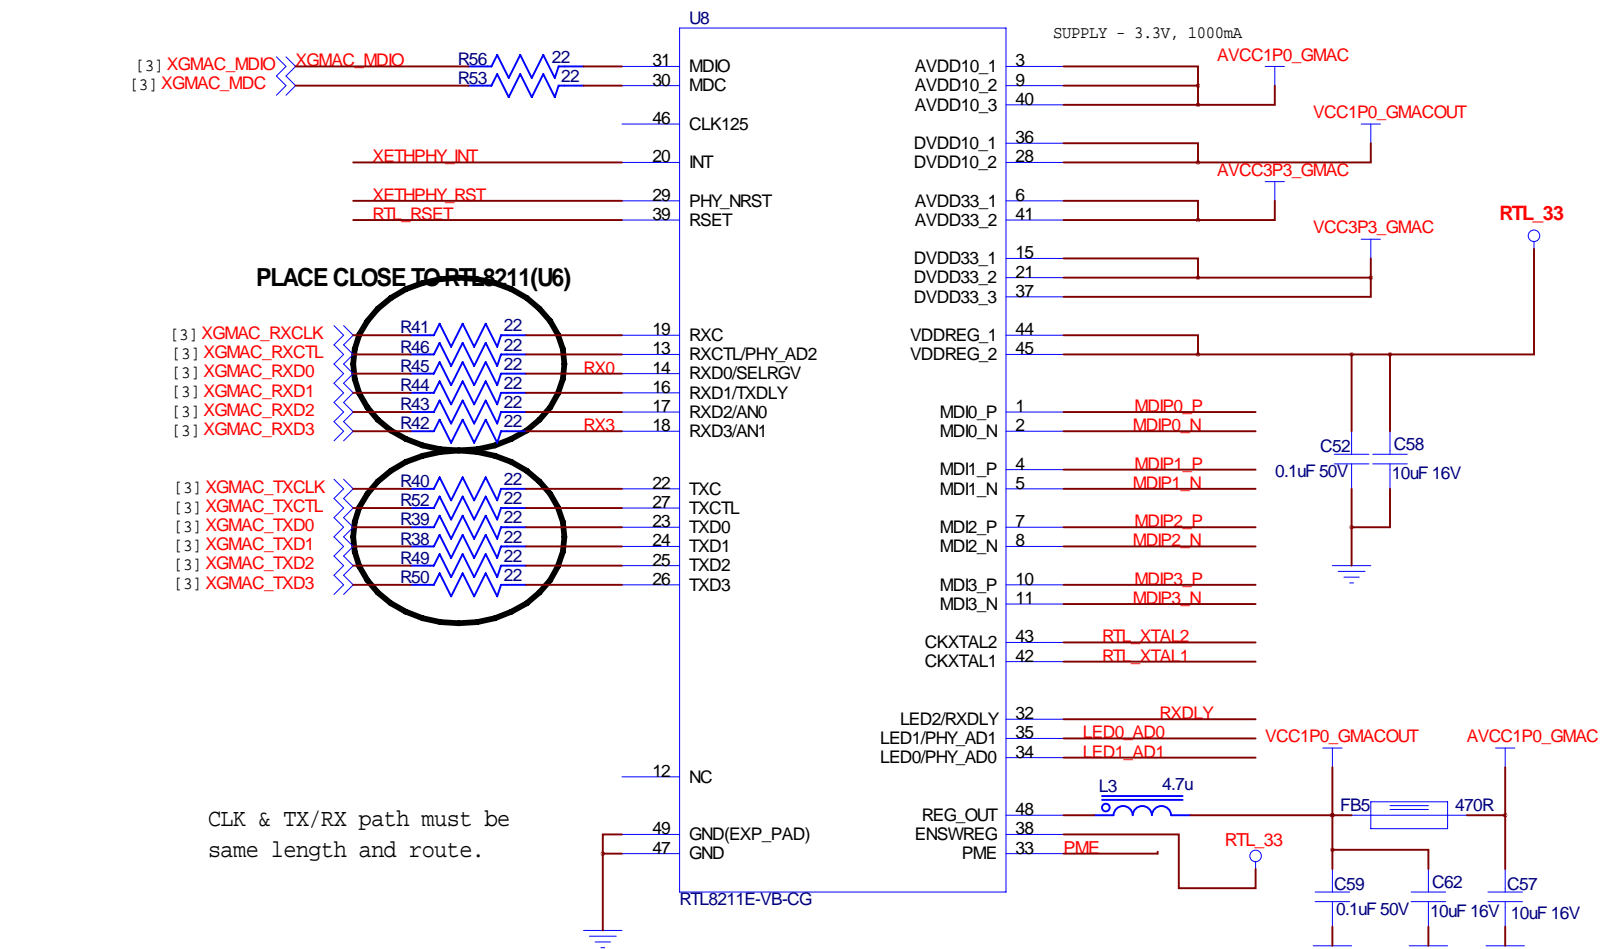 U8
SUPPLY - 3.3V, 1000mA
[3] XGMAC_MDIO XGMAC_MDIO R56 22 31 MDIO
[3] XGMAC_MDC R53 22 30 MDC
46 CLK125
XETHPHY_INT 20 INT
XETHPHY_RST 29 PHY_NRST
RTL_RSET 39 RSET
PLACE CLOSE TO RTL8211(U6)
[3] XGMAC_RXCLK R41 22 19 RXC
[3] XGMAC_RXCTL R46 22 13 RXCTL/PHY_AD2
[3] XGMAC_RXD0 R45 22 RX0 14 RXD0/SELRGV
[3] XGMAC_RXD1 R44 22 16 RXD1/TXDLY
[3] XGMAC_RXD2 R43 22 17 RXD2/AN0
[3] XGMAC_RXD3 R42 22 RX3 18 RXD3/AN1
[3] XGMAC_TXCLK R40 22 22 TXC
[3] XGMAC_TXCTL R52 22 27 TXCTL
[3] XGMAC_TXD0 R39 22 23 TXD0
[3] XGMAC_TXD1 R38 22 24 TXD1
[3] XGMAC_TXD2 R49 22 25 TXD2
[3] XGMAC_TXD3 R50 22 26 TXD3
12 NC
49 GND(EXP_PAD)
47 GND
CLK & TX/RX path must be
same length and route.
RTL8211E-VB-CG
AVDD10_1 3 AVCC1P0_GMAC
AVDD10_2 9
AVDD10_3 40
VCC1P0_GMACOUT
DVDD10_1 36
DVDD10_2 28
AVCC3P3_GMAC
AVDD33_1 6
AVDD33_2 41
VCC3P3_GMAC
RTL_33
DVDD33_1 15
DVDD33_2 21
DVDD33_3 37
VDDREG_1 44
VDDREG_2 45
MDI0_P 1 MDIP0_P
MDI0_N 2 MDIP0_N
MDI1_P 4 MDIP1_P
MDI1_N 5 MDIP1_N
MDI2_P 7 MDIP2_P
MDI2_N 8 MDIP2_N
MDI3_P 10 MDIP3_P
MDI3_N 11 MDIP3_N
C52 0.1uF 50V
C58 10uF 16V
CKXTAL2 43 RTL_XTAL2
CKXTAL1 42 RTL_XTAL1
LED2/RXDLY 32 RXDLY
LED1/PHY_AD1 35 LED0_AD0
LED0/PHY_AD0 34 LED1_AD1
VCC1P0_GMACOUT AVCC1P0_GMAC
L3 4.7u
REG_OUT 48 FB5 470R
ENSWREG 38 RTL_33
PME 33 PME
C59 0.1uF 50V
C62 10uF 16V
C57 10uF 16V